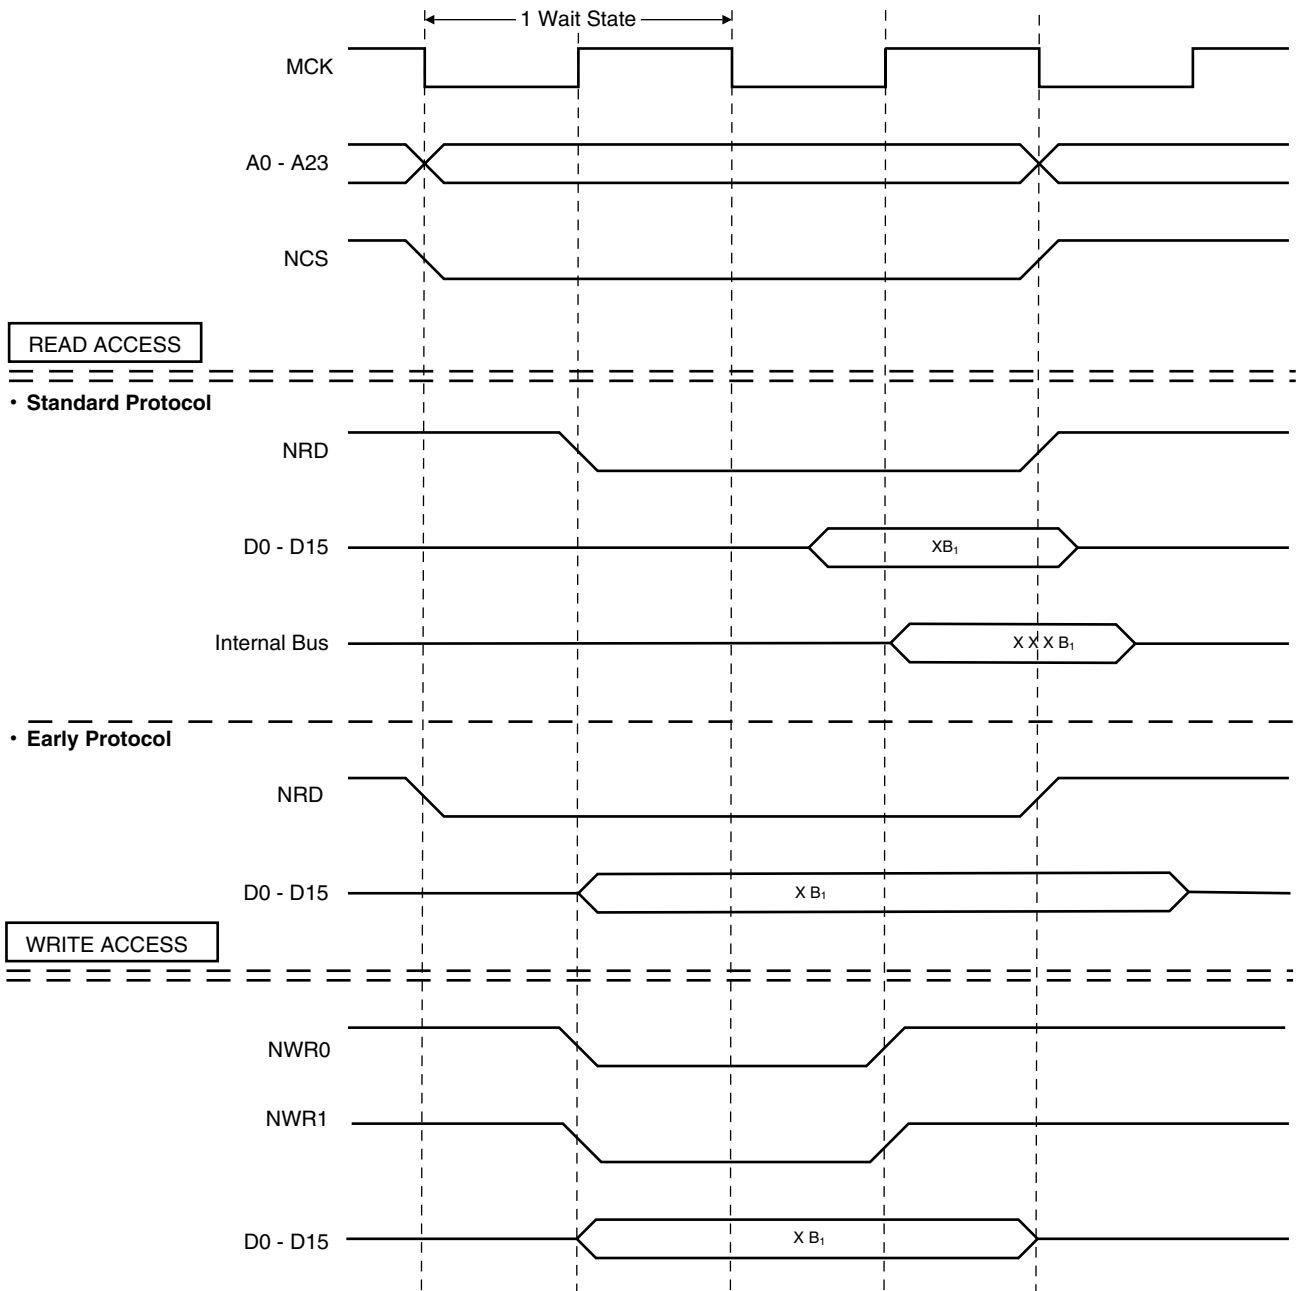 1 Wait State
MCK
A0 - A23
NCS
READ ACCESS
• Standard Protocol
NRD
D0 - D15
XB₁
Internal Bus
X X X B₁
• Early Protocol
NRD
D0 - D15
X B₁
WRITE ACCESS
NWR0
NWR1
D0 - D15
X B₁